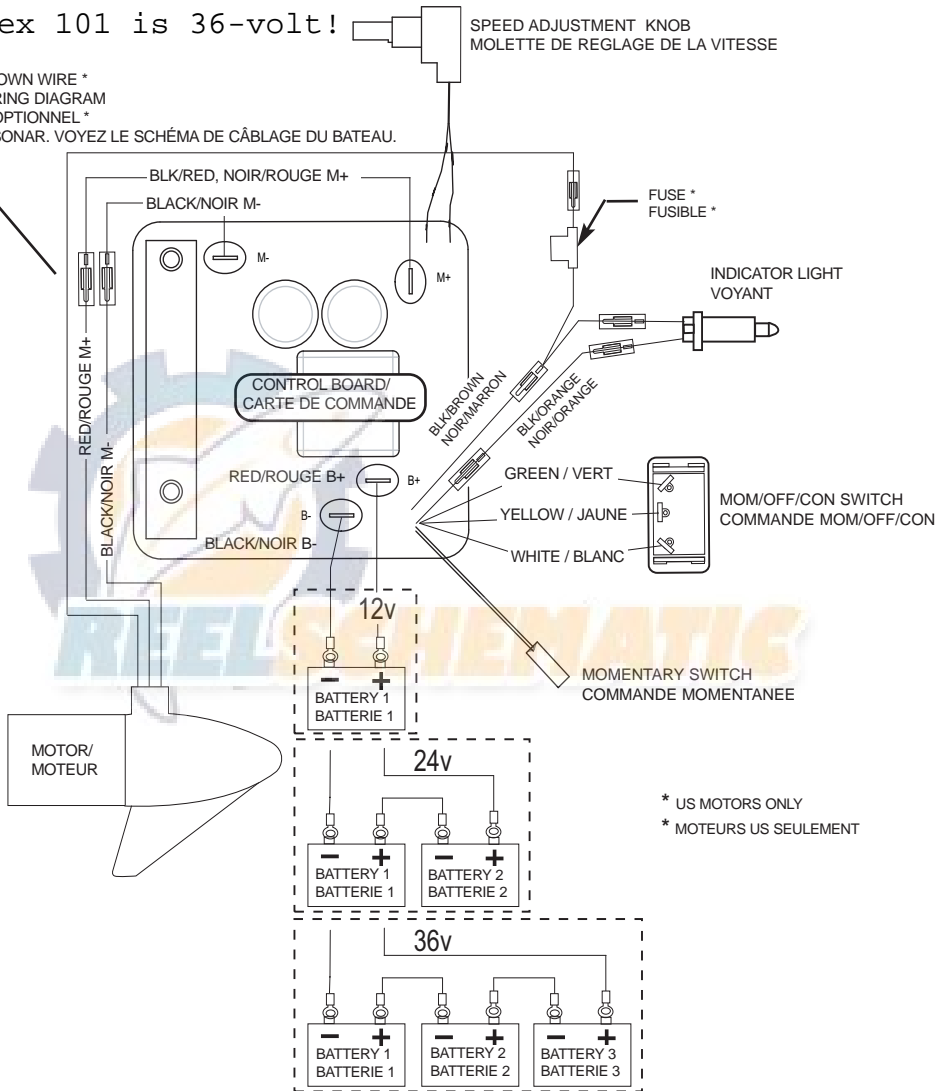 ex 101 is 36-volt!
SPEED ADJUSTMENT KNOB
MOLETTE DE REGLAGE DE LA VITESSE
OWN WIRE *
RING DIAGRAM
OPTIONNEL *
SONAR. VOYEZ LE SCHÉMA DE CÂBLAGE DU BATEAU.
BLK/RED, NOIR/ROUGE M+
BLACK/NOIR M-
FUSE *
FUSIBLE *
M-
M+
INDICATOR LIGHT
VOYANT
RED/ROUGE M+
BLACK/NOIR M-
CONTROL BOARD/
CARTE DE COMMANDE
BLK/BROWN
NOIR/MARRON
BLK/ORANGE
NOIR/ORANGE
RED/ROUGE B+
B+
B-
BLACK/NOIR B-
GREEN / VERT
YELLOW / JAUNE
WHITE / BLANC
MOM/OFF/CON SWITCH
COMMANDE MOM/OFF/CON
REELSCHEMATIC
MOMENTARY SWITCH
COMMANDE MOMENTANEE
MOTOR/
MOTEUR
12v
- +
BATTERY 1
BATTERIE 1
24v
- + - +
BATTERY 1 BATTERY 2
BATTERIE 1 BATTERIE 2
* US MOTORS ONLY
* MOTEURS US SEULEMENT
36v
- + - + - +
BATTERY 1 BATTERY 2 BATTERY 3
BATTERIE 1 BATTERIE 2 BATTERIE 3